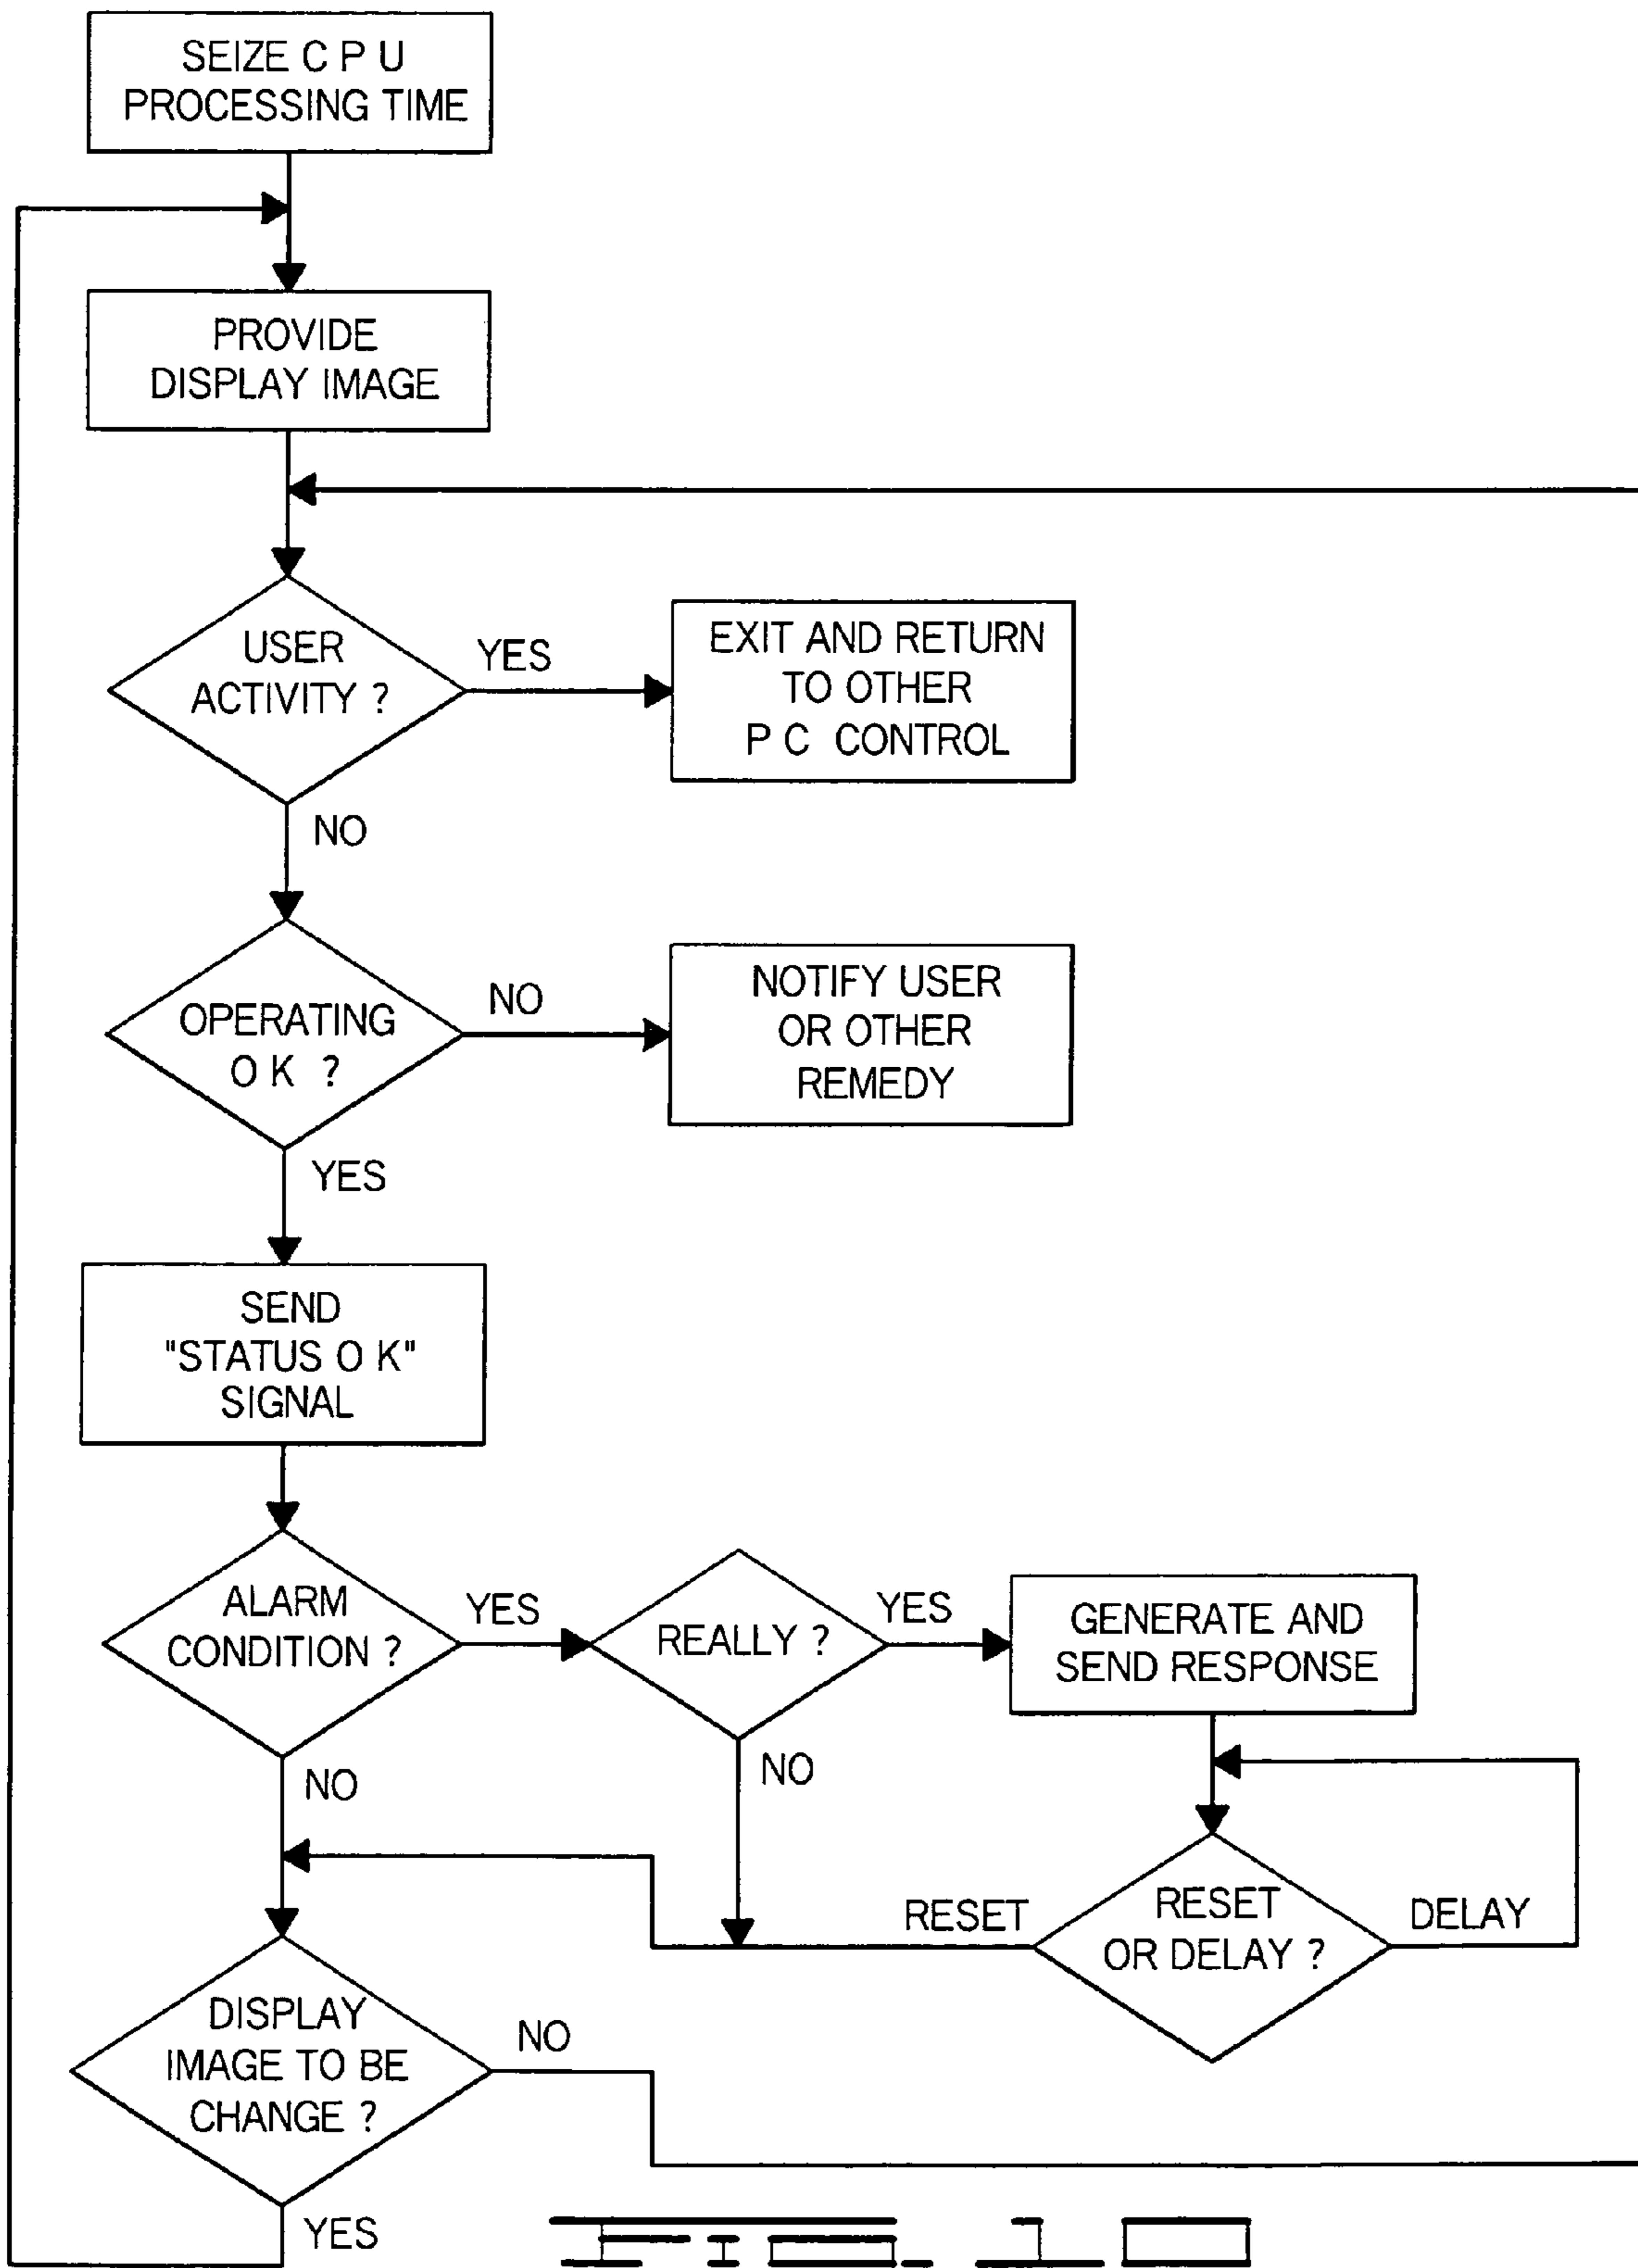 SEIZE C P U
PROCESSING TIME
PROVIDE
DISPLAY IMAGE
USER
ACTIVITY ?
YES
EXIT AND RETURN
TO OTHER
P C CONTROL
NO
OPERATING
O K ?
NO
NOTIFY USER
OR OTHER
REMEDY
YES
SEND
"STATUS O K"
SIGNAL
ALARM
CONDITION ?
YES
REALLY ?
YES
GENERATE AND
SEND RESPONSE
NO
NO
RESET
OR DELAY ?
RESET
DELAY
DISPLAY
IMAGE TO BE
CHANGE ?
NO
YES